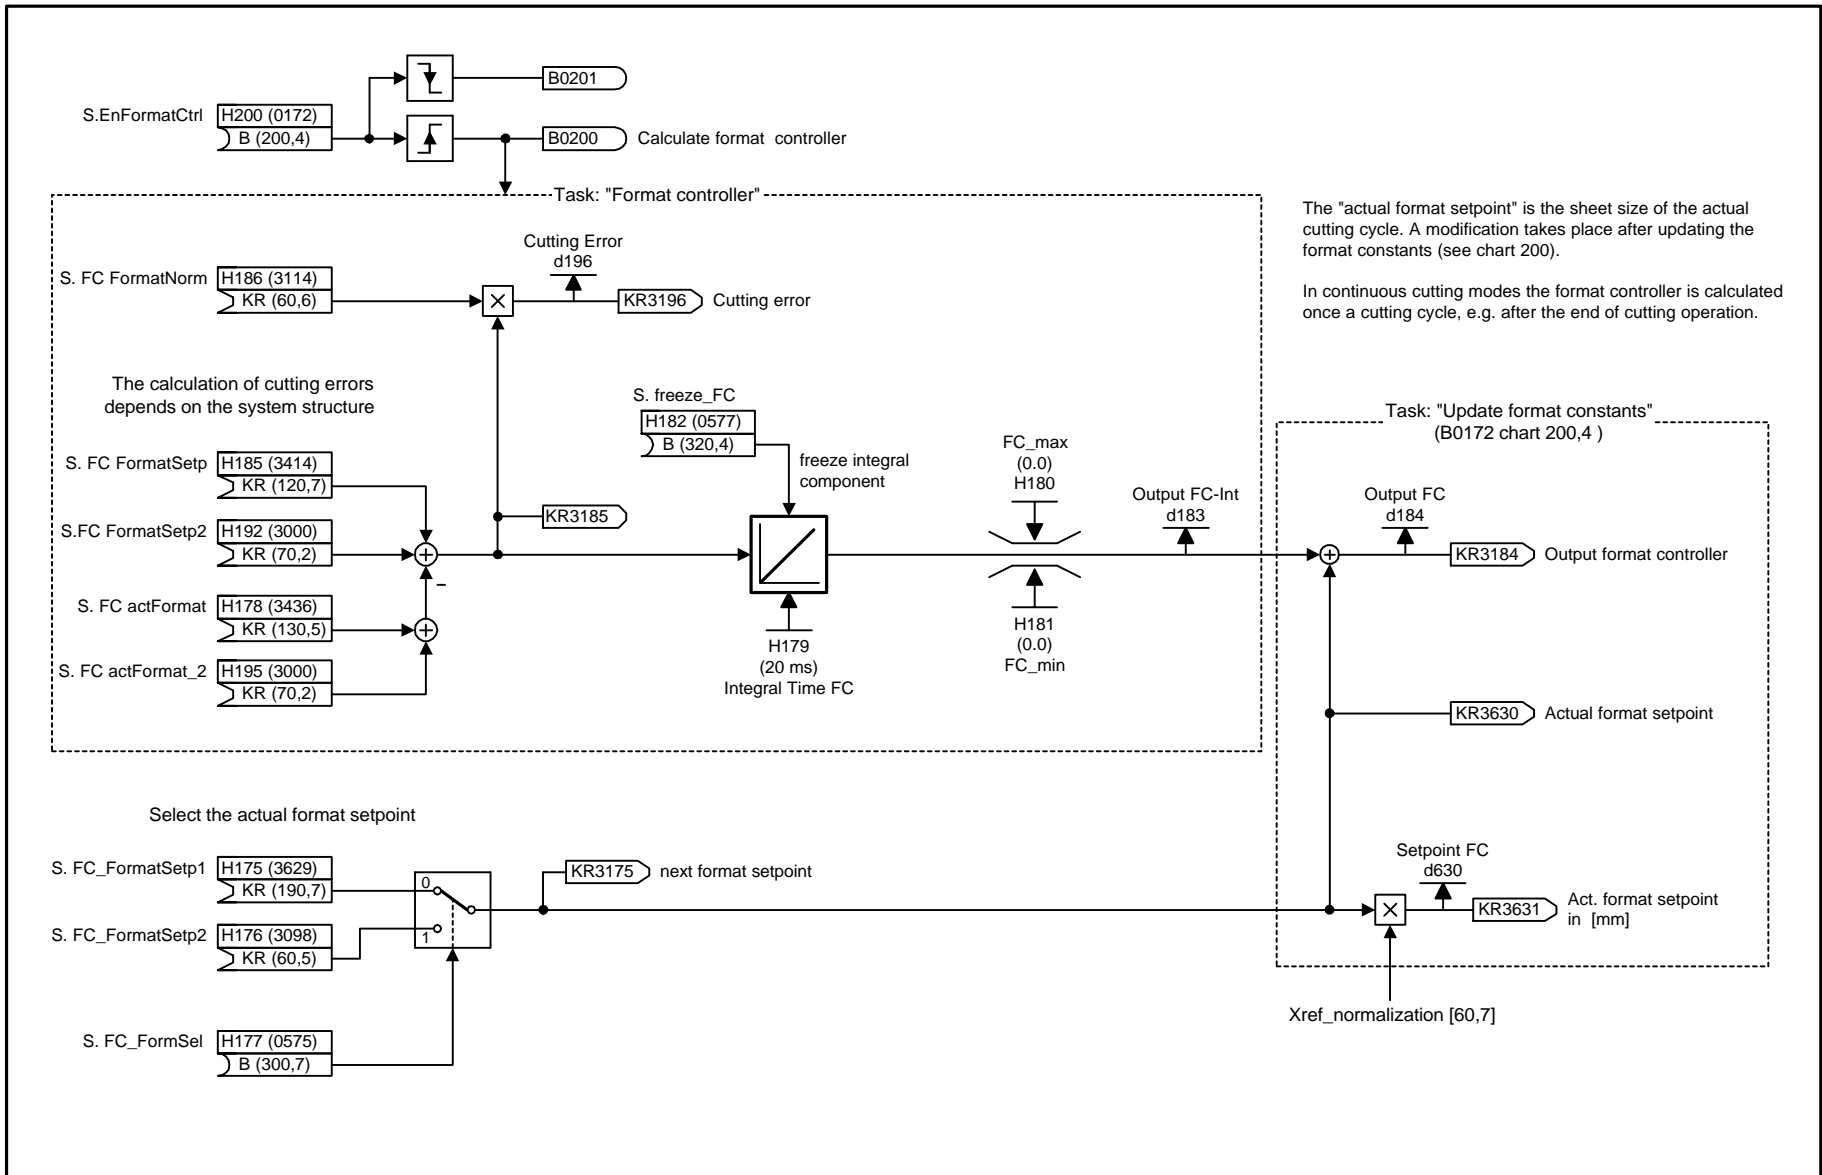 B0201
S.EnFormatCtrl
H200 (0172)
B (200,4)
B0200
Calculate format controller
Task: "Format controller"
The "actual format setpoint" is the sheet size of the actual
cutting cycle. A modification takes place after updating the
format constants (see chart 200).
In continuous cutting modes the format controller is calculated
once a cutting cycle, e.g. after the end of cutting operation.
Cutting Error
d196
S. FC FormatNorm
H186 (3114)
KR (60,6)
KR3196
Cutting error
The calculation of cutting errors
depends on the system structure
S. freeze_FC
H182 (0577)
B (320,4)
freeze integral
component
Task: "Update format constants"
(B0172 chart 200,4 )
S. FC FormatSetp
H185 (3414)
KR (120,7)
FC_max
(0.0)
H180
Output FC-Int
d183
Output FC
d184
S.FC FormatSetp2
H192 (3000)
KR (70,2)
KR3185
–
KR3184
Output format controller
S. FC actFormat
H178 (3436)
KR (130,5)
H179
(20 ms)
Integral Time FC
H181
(0.0)
FC_min
S. FC actFormat_2
H195 (3000)
KR (70,2)
KR3630
Actual format setpoint
Select the actual format setpoint
S. FC_FormatSetp1
H175 (3629)
KR (190,7)
0
1
KR3175
next format setpoint
Setpoint FC
d630
KR3631
Act. format setpoint
in [mm]
S. FC_FormatSetp2
H176 (3098)
KR (60,5)
Xref_normalization [60,7]
S. FC_FormSel
H177 (0575)
B (300,7)